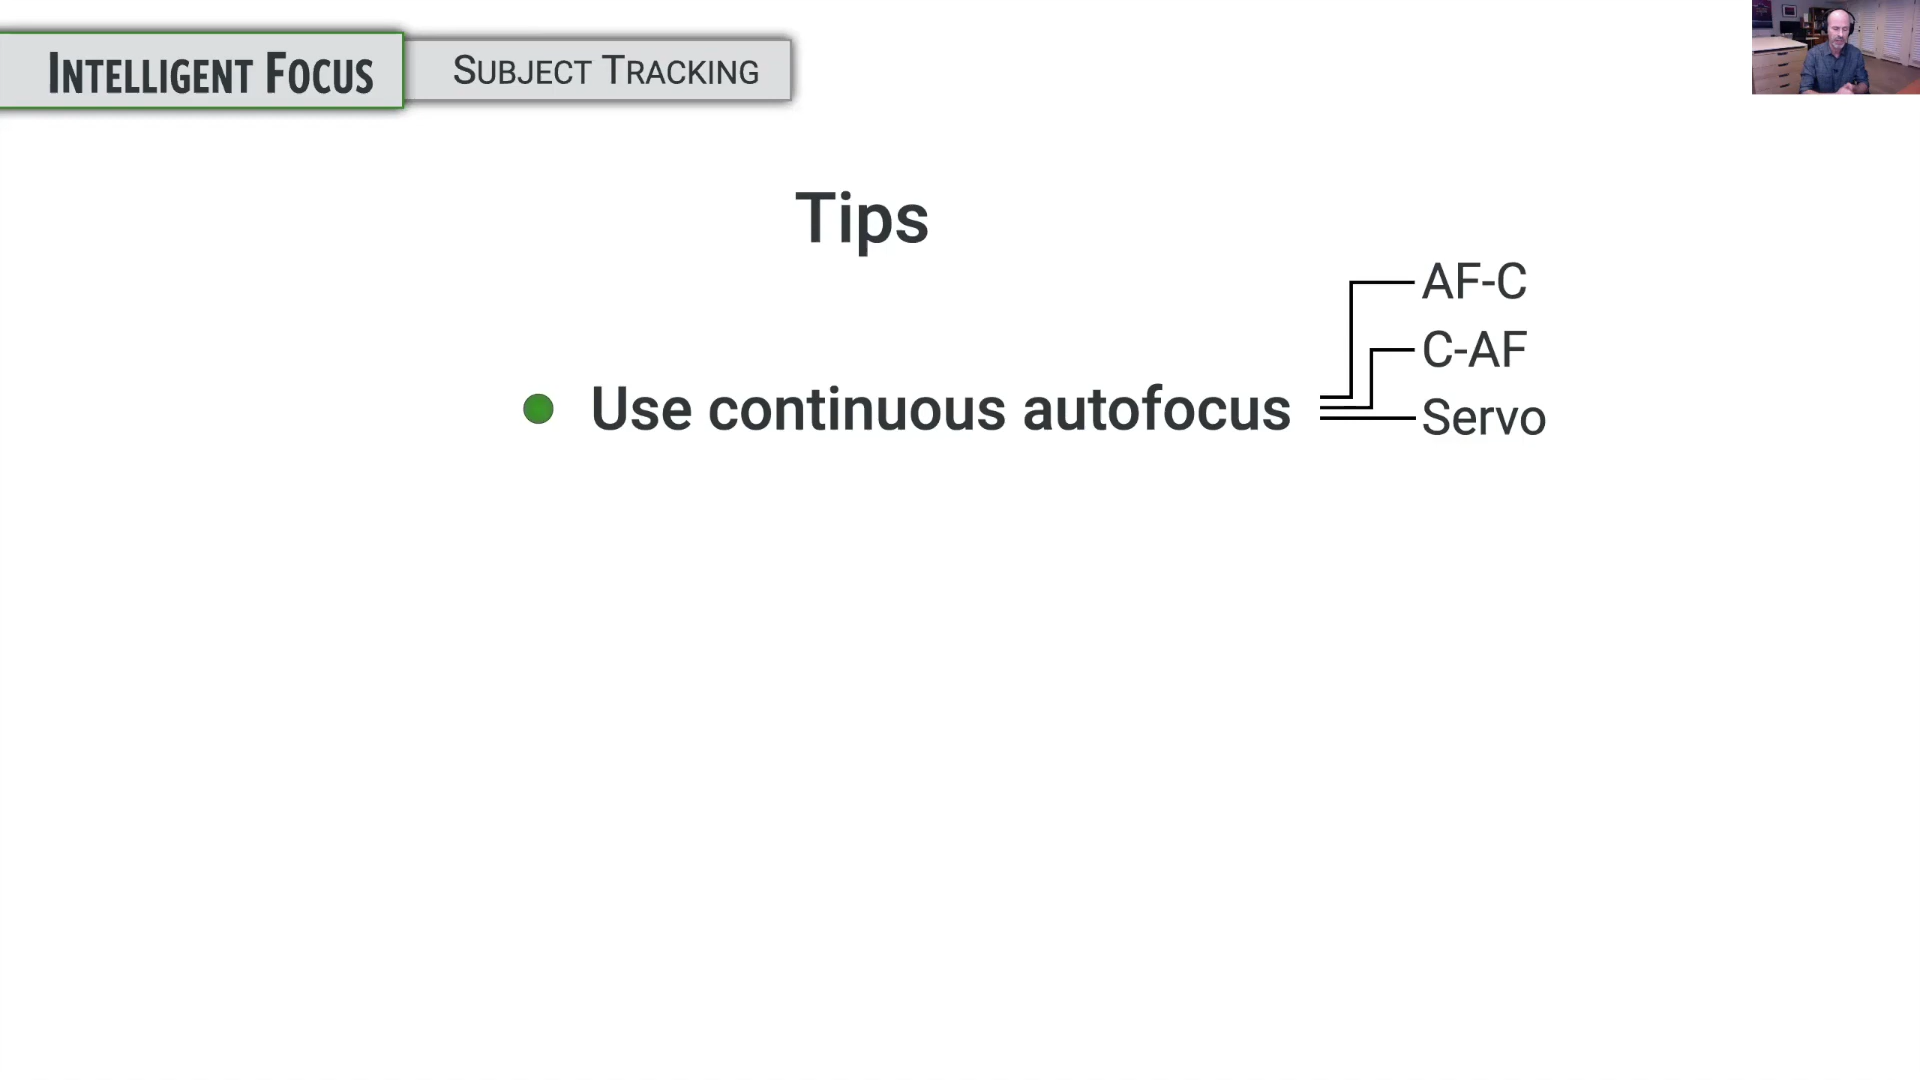 INTELLIGENT FOCUS
SUBJECT TRACKING
Tips
AF-C
C-AF
Use continuous autofocus
Servo